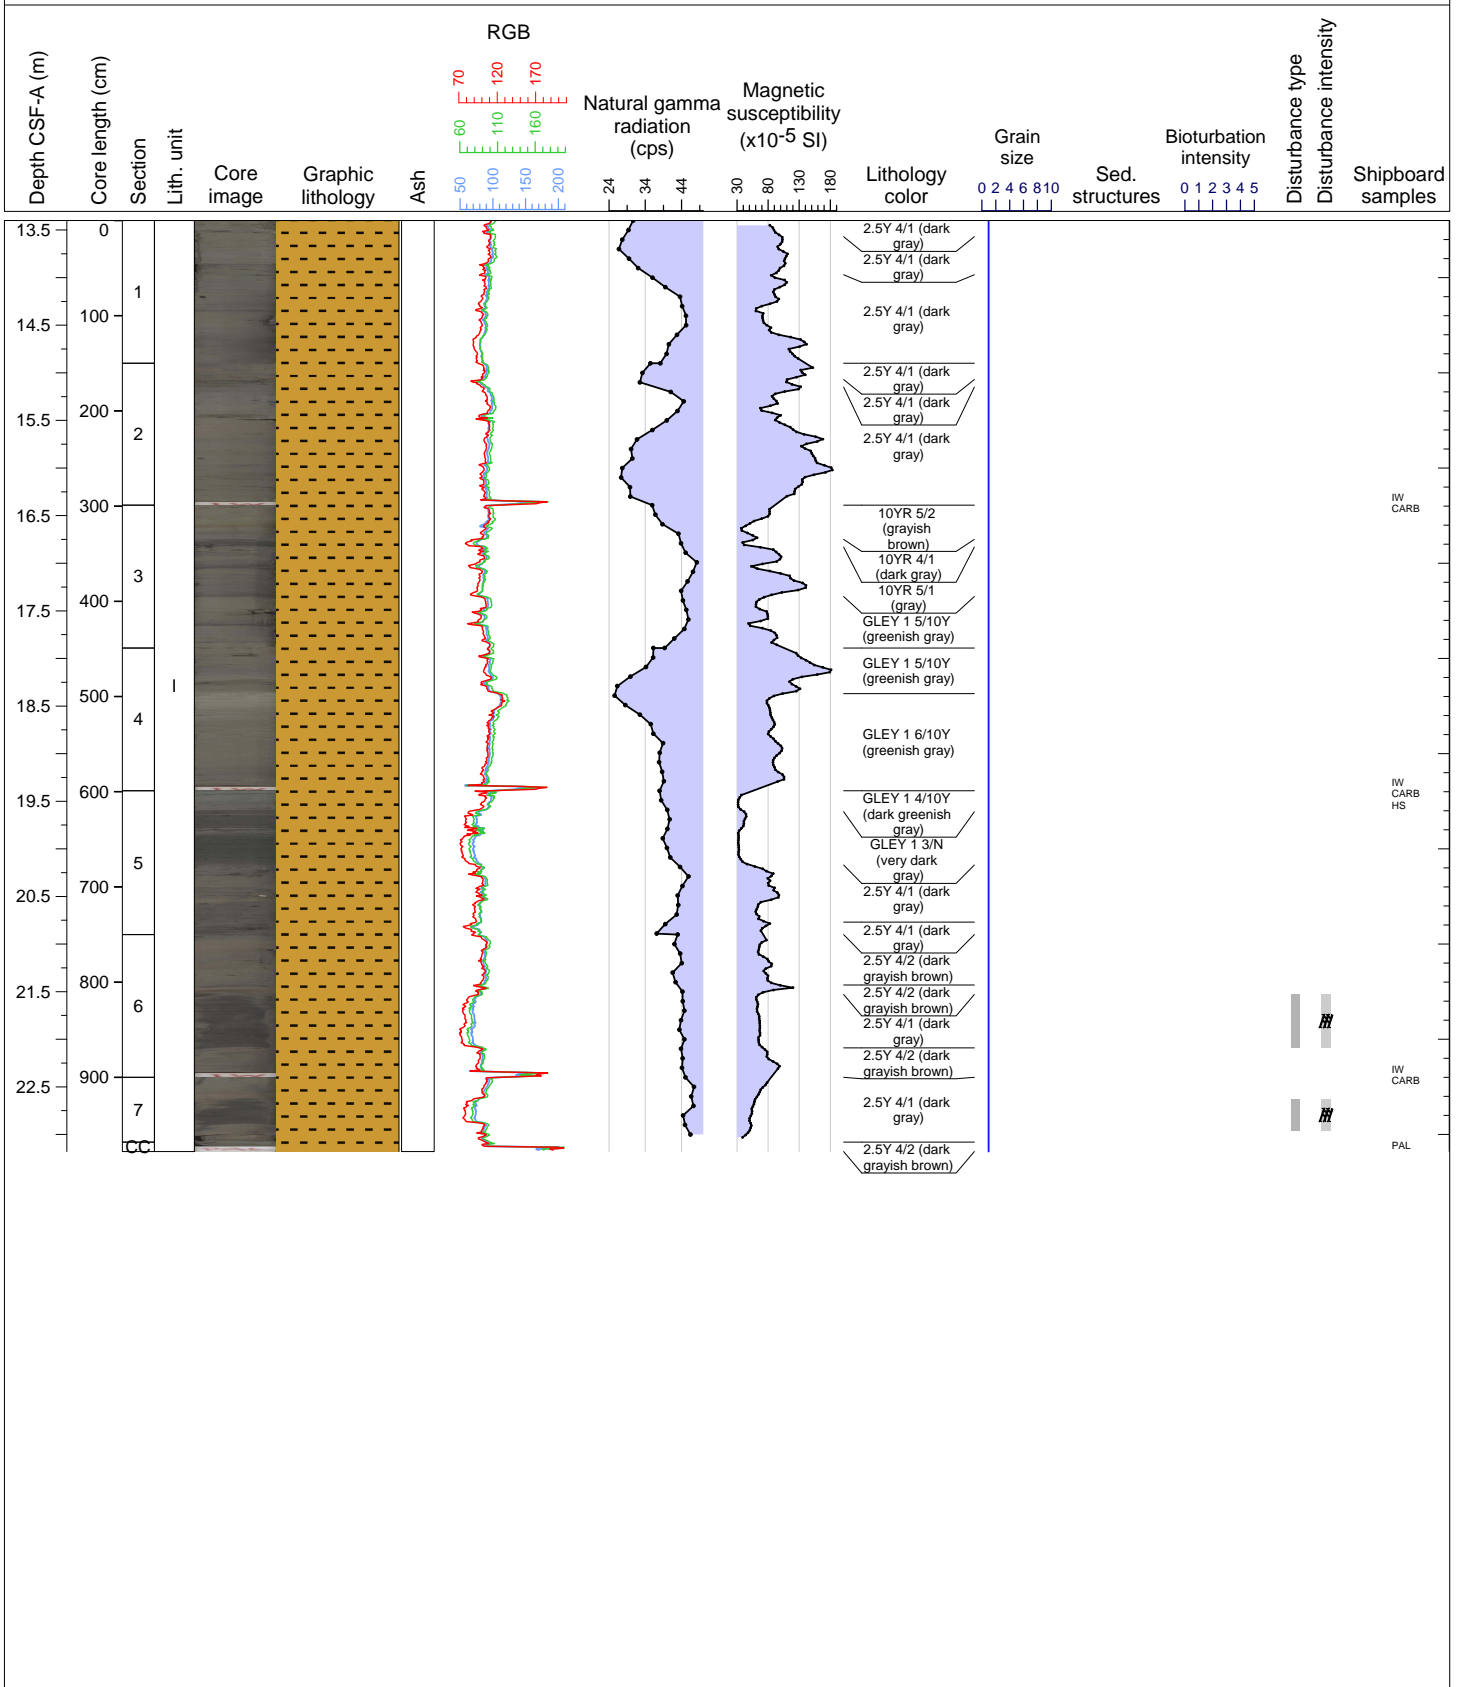 RGB
70 120 170
60 110 160
50 100 150 200
Depth CSF-A (m)
Core length (cm)
Section
Lith. unit
Core
image
Graphic
lithology
Ash
Natural gamma
radiation
(cps)
24 34 44
Magnetic
susceptibility
(x10-5 SI)
30 80 130 180
Lithology
color
Grain
size
0 2 4 6 8 10
Sed.
structures
Bioturbation
intensity
0 1 2 3 4 5
Disturbance type
Disturbance intensity
Shipboard
samples
13.5
14.5
15.5
16.5
17.5
18.5
19.5
20.5
21.5
22.5
0
100
200
300
400
500
600
700
800
900
1
2
3
4
5
6
7
CC
I
2.5Y 4/1 (dark
gray)
2.5Y 4/1 (dark
gray)
2.5Y 4/1 (dark
gray)
2.5Y 4/1 (dark
gray)
2.5Y 4/1 (dark
gray)
2.5Y 4/1 (dark
gray)
10YR 5/2
(grayish
brown)
10YR 4/1
(dark gray)
10YR 5/1
(gray)
GLEY 1 5/10Y
(greenish gray)
GLEY 1 5/10Y
(greenish gray)
GLEY 1 6/10Y
(greenish gray)
GLEY 1 4/10Y
(dark greenish
gray)
GLEY 1 3/N
(very dark
gray)
2.5Y 4/1 (dark
gray)
2.5Y 4/1 (dark
gray)
2.5Y 4/2 (dark
grayish brown)
2.5Y 4/2 (dark
grayish brown)
2.5Y 4/1 (dark
gray)
2.5Y 4/2 (dark
grayish brown)
2.5Y 4/1 (dark
gray)
2.5Y 4/2 (dark
grayish brown)
IW
CARB
IW
CARB
HS
IW
CARB
PAL